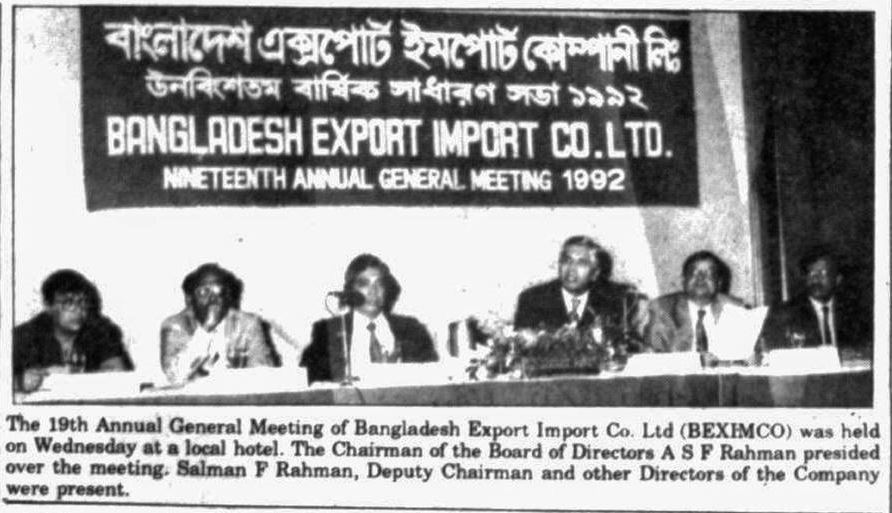 বাংলাদেশ এক্সপোর্ট ইমপোর্ট কোম্পানী লিঃ
উনবিংশতম বার্ষিক সাধারণ সভা ১৯৯২
BANGLADESH EXPORT IMPORT CO.LTD.
NINETEENTH ANNUAL GENERAL MEETING 1992
The 19th Annual General Meeting of Bangladesh Export Import Co. Ltd (BEXIMCO) was held
on Wednesday at a local hotel. The Chairman of the Board of Directors A S F Rahman presided
over the meeting. Salman F Rahman, Deputy Chairman and other Directors of the Company
were present.